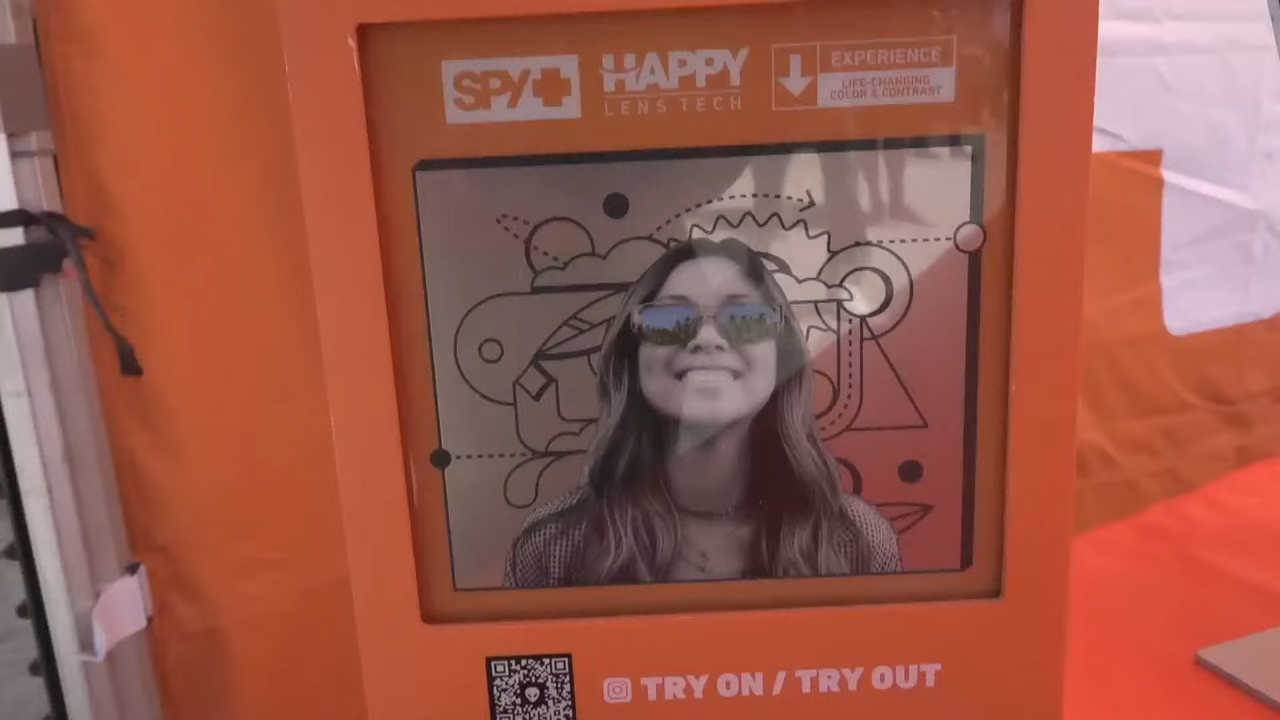 SPY+
HAPPY
LENS TECH
EXPERIENCE
LIFE-CHANGING
COLOR & CONTRAST
TRY ON / TRY OUT